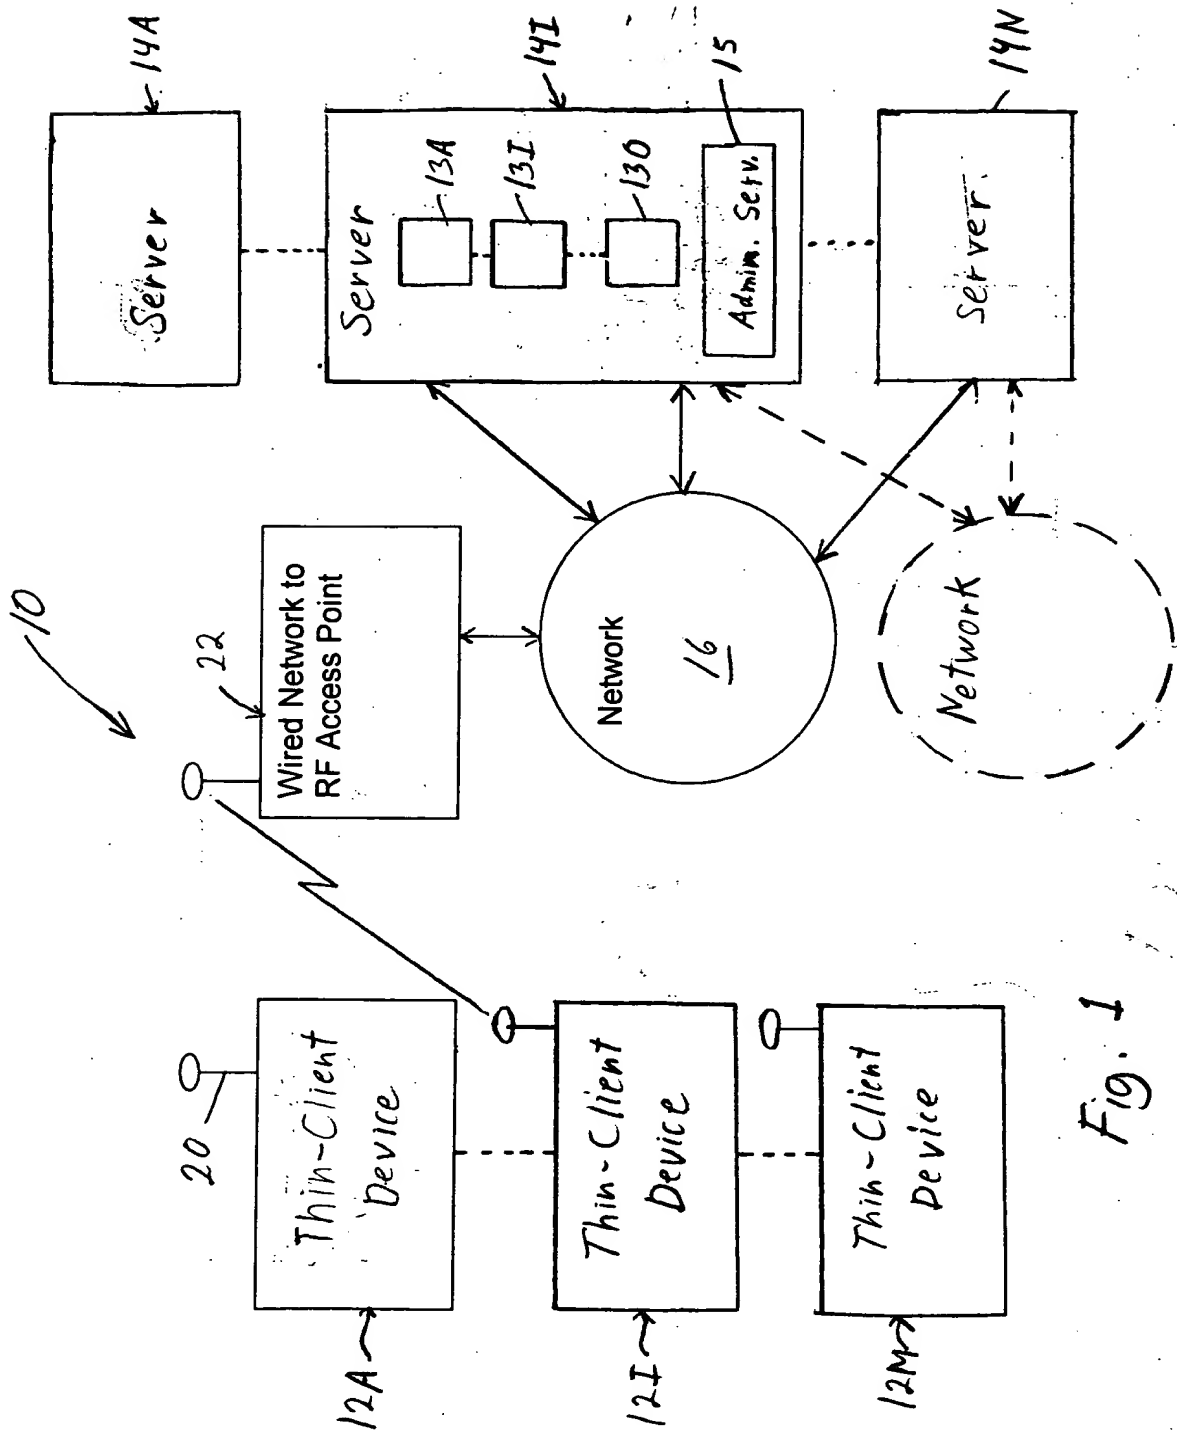 10
20
Thin-Client
Device
12A
Thin-Client
Device
12I
Thin-Client
Device
12M
22
Wired Network to
RF Access Point
Network
16
Network
Server
14A
Server
14I
13A
13I
13O
Admin. Serv.
15
Server
14N
Fig. 1